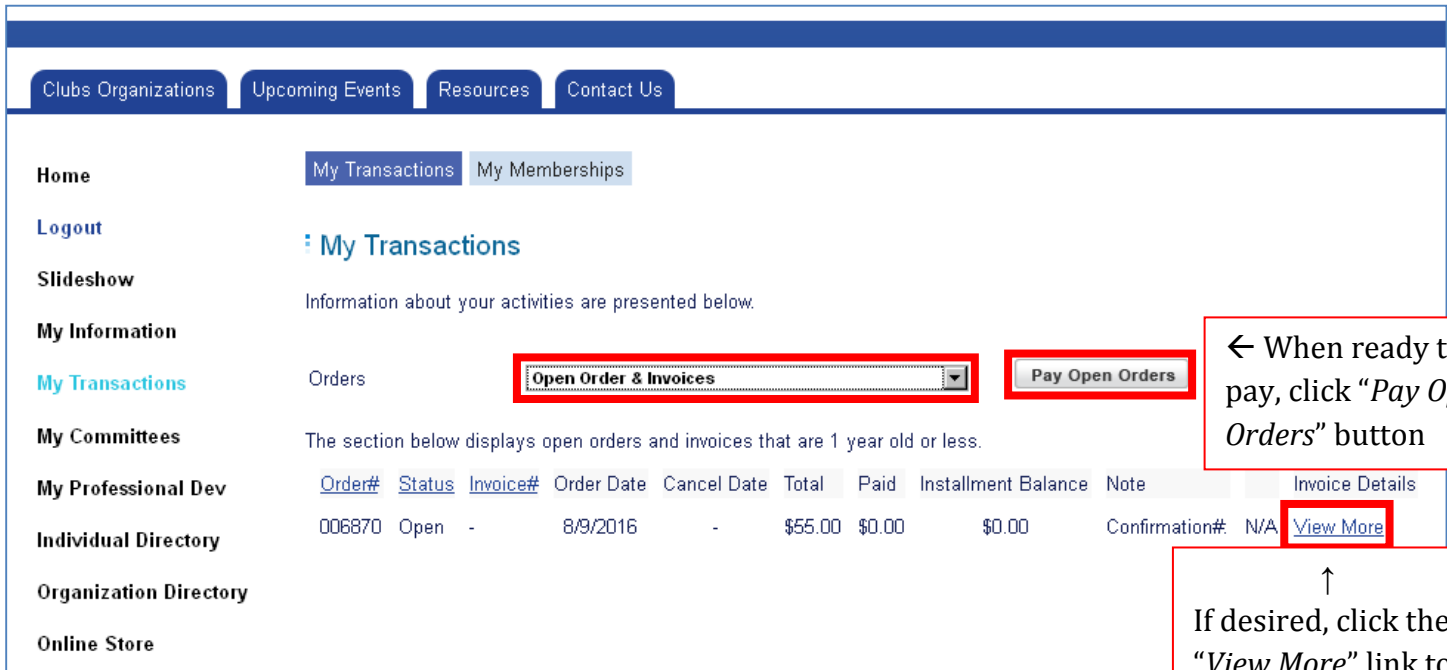 Clubs Organizations Upcoming Events Resources Contact Us
Home
Logout
Slideshow
My Information
My Transactions
My Committees
My Professional Dev
Individual Directory
Organization Directory
Online Store
My Transactions My Memberships
My Transactions
Information about your activities are presented below.
Orders Open Order & Invoices Pay Open Orders
← When ready t
pay, click “Pay O
Orders” button
The section below displays open orders and invoices that are 1 year old or less.
Order# Status Invoice# Order Date Cancel Date Total Paid Installment Balance Note Invoice Details
006870 Open - 8/9/2016 - $55.00 $0.00 $0.00 Confirmation#: N/A View More
↑
If desired, click the
“View More” link to